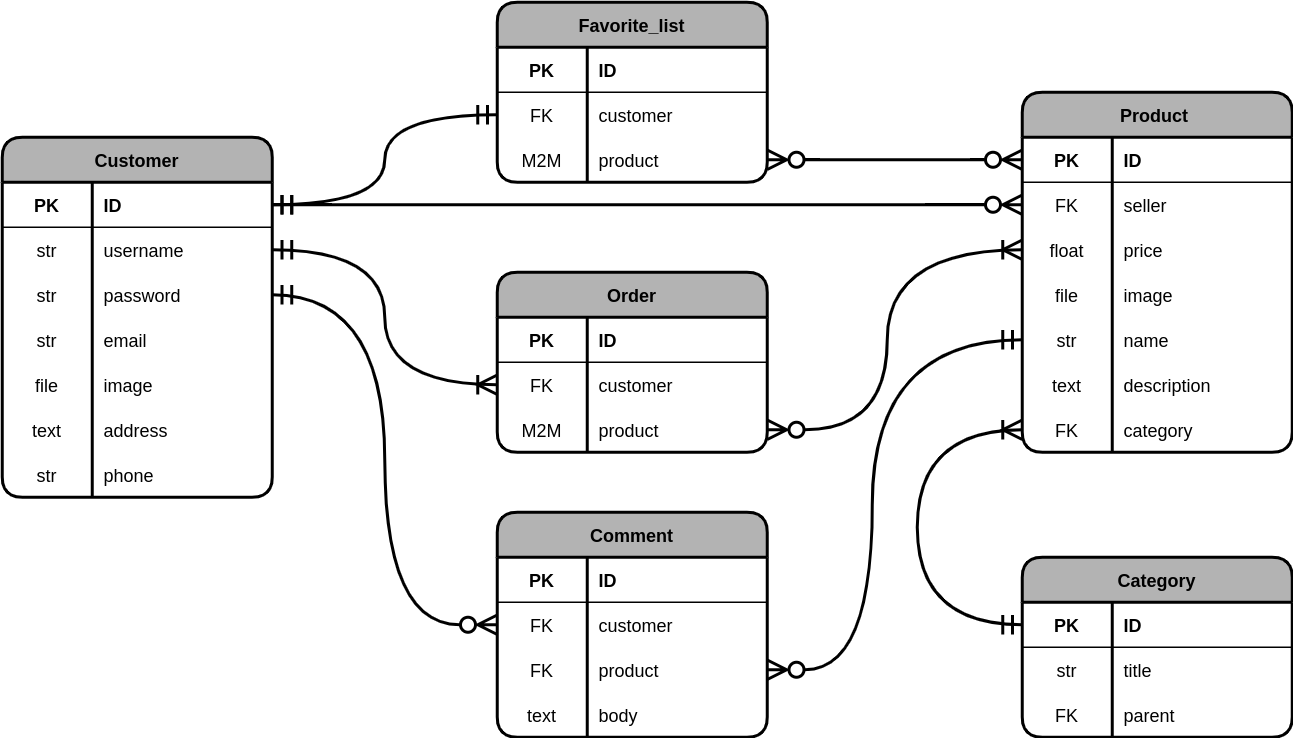 Favorite_list
PK ID
FK customer
M2M product
Customer
PK ID
str username
str password
str email
file image
text address
str phone
Product
PK ID
FK seller
float price
file image
str name
text description
FK category
Order
PK ID
FK customer
M2M product
Comment
PK ID
FK customer
FK product
text body
Category
PK ID
str title
FK parent